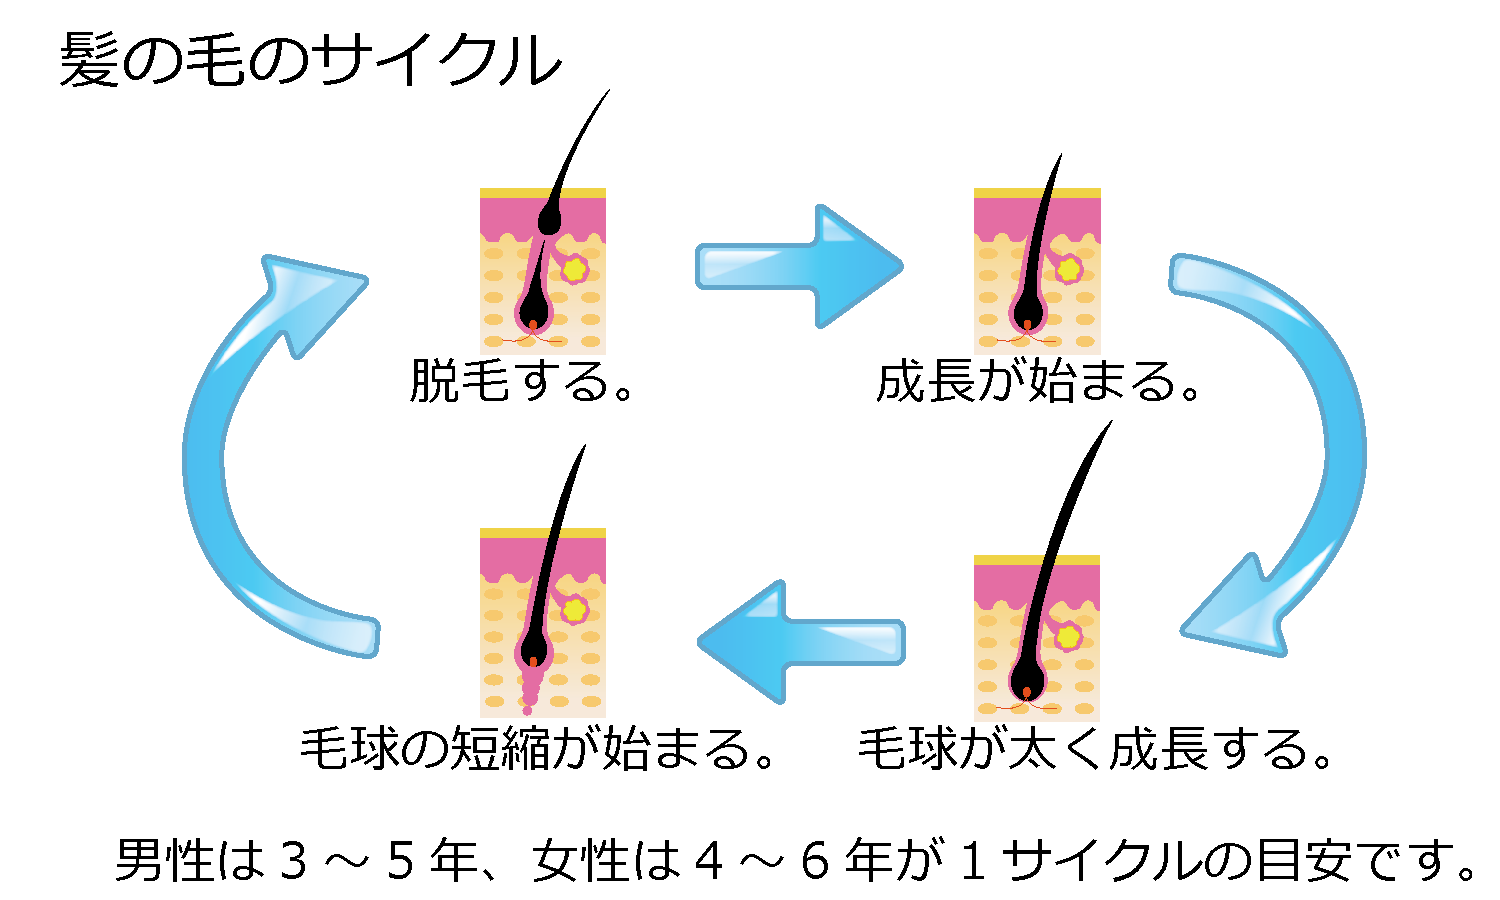 髪の毛のサイクル
脱毛する。
成長が始まる。
毛球の短縮が始まる。
毛球が太く成長する。
男性は3～5年、女性は4～6年が1サイクルの目安です。